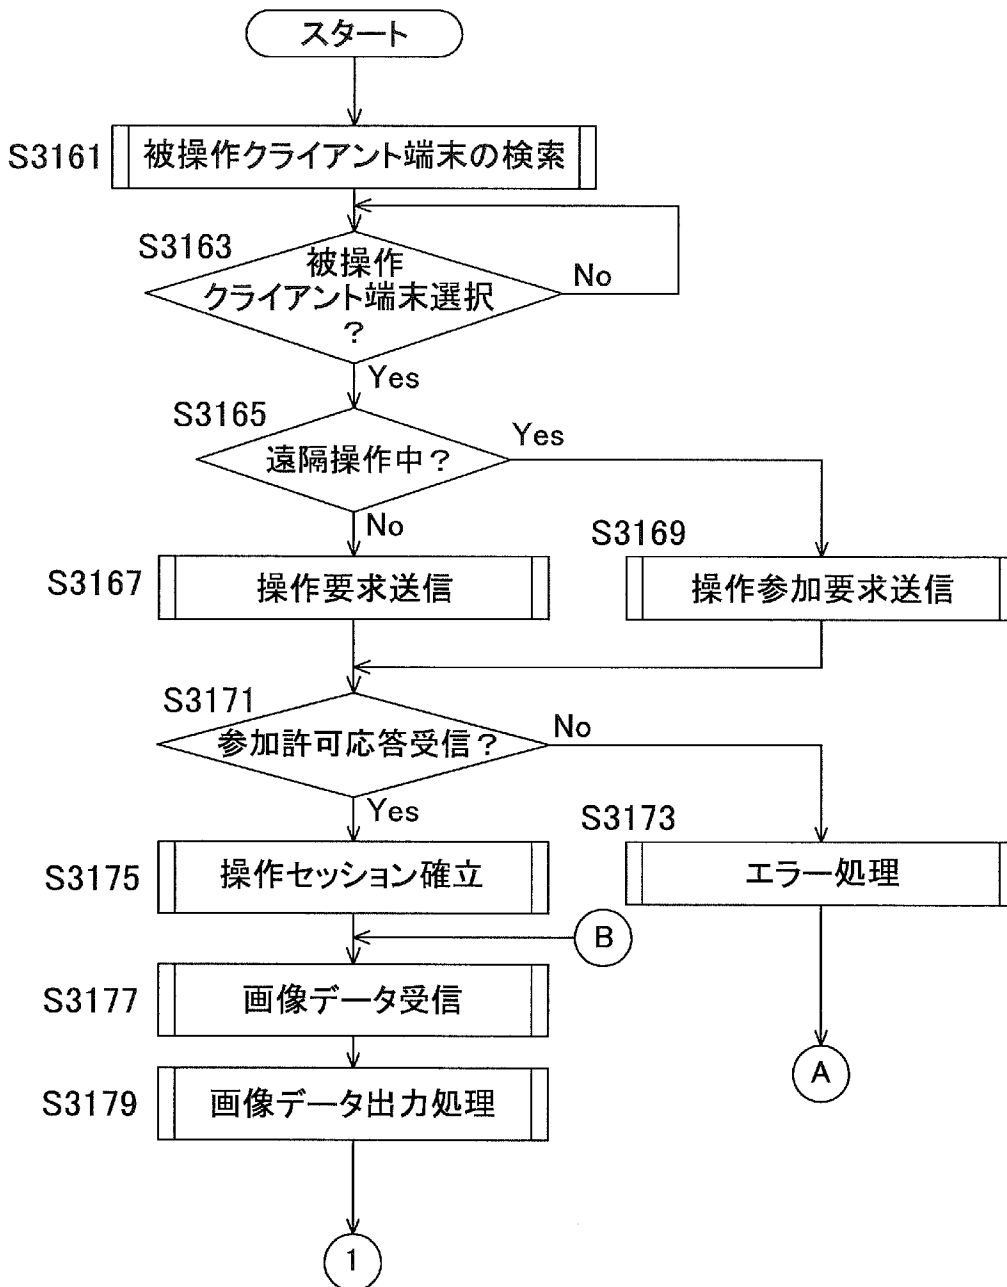 スタート
S3161
被操作クライアント端末の検索
S3163
被操作
クライアント端末選択
?
No
Yes
S3165
遠隔操作中?
Yes
No
S3167
操作要求送信
S3169
操作参加要求送信
S3171
参加許可応答受信?
No
Yes
S3173
エラー処理
S3175
操作セッション確立
B
S3177
画像データ受信
A
S3179
画像データ出力処理
1